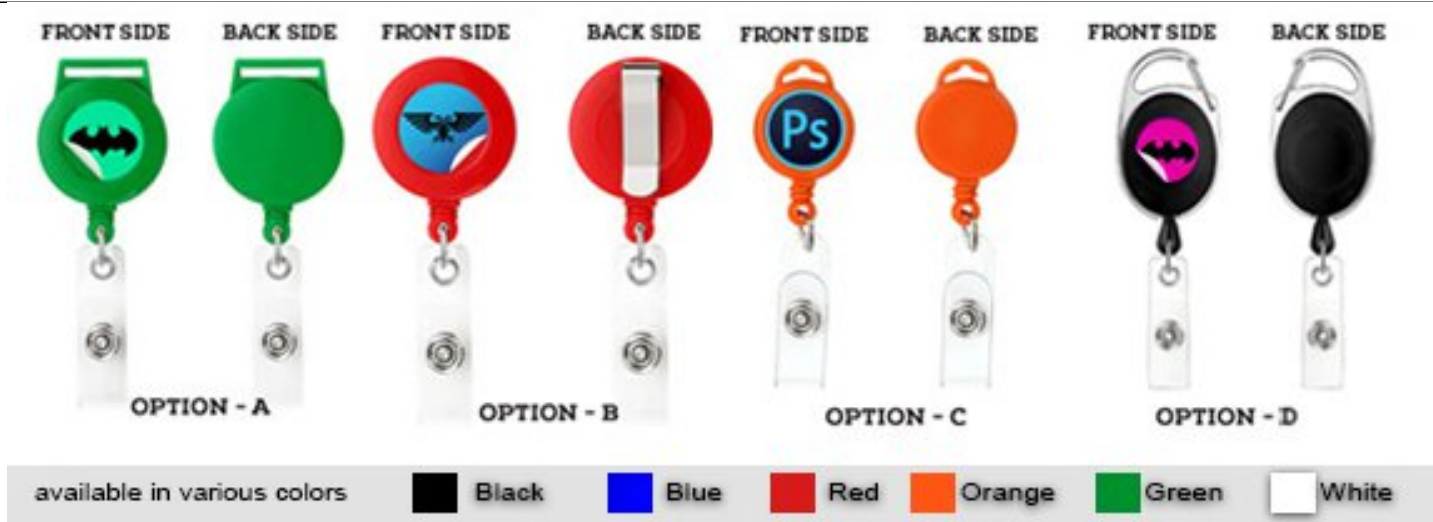 FRONT SIDE BACK SIDE FRONT SIDE BACK SIDE FRONT SIDE BACK SIDE FRONT SIDE BACK SIDE
Ps
OPTION - A OPTION - B OPTION - C OPTION - D
available in various colors Black Blue Red Orange Green White